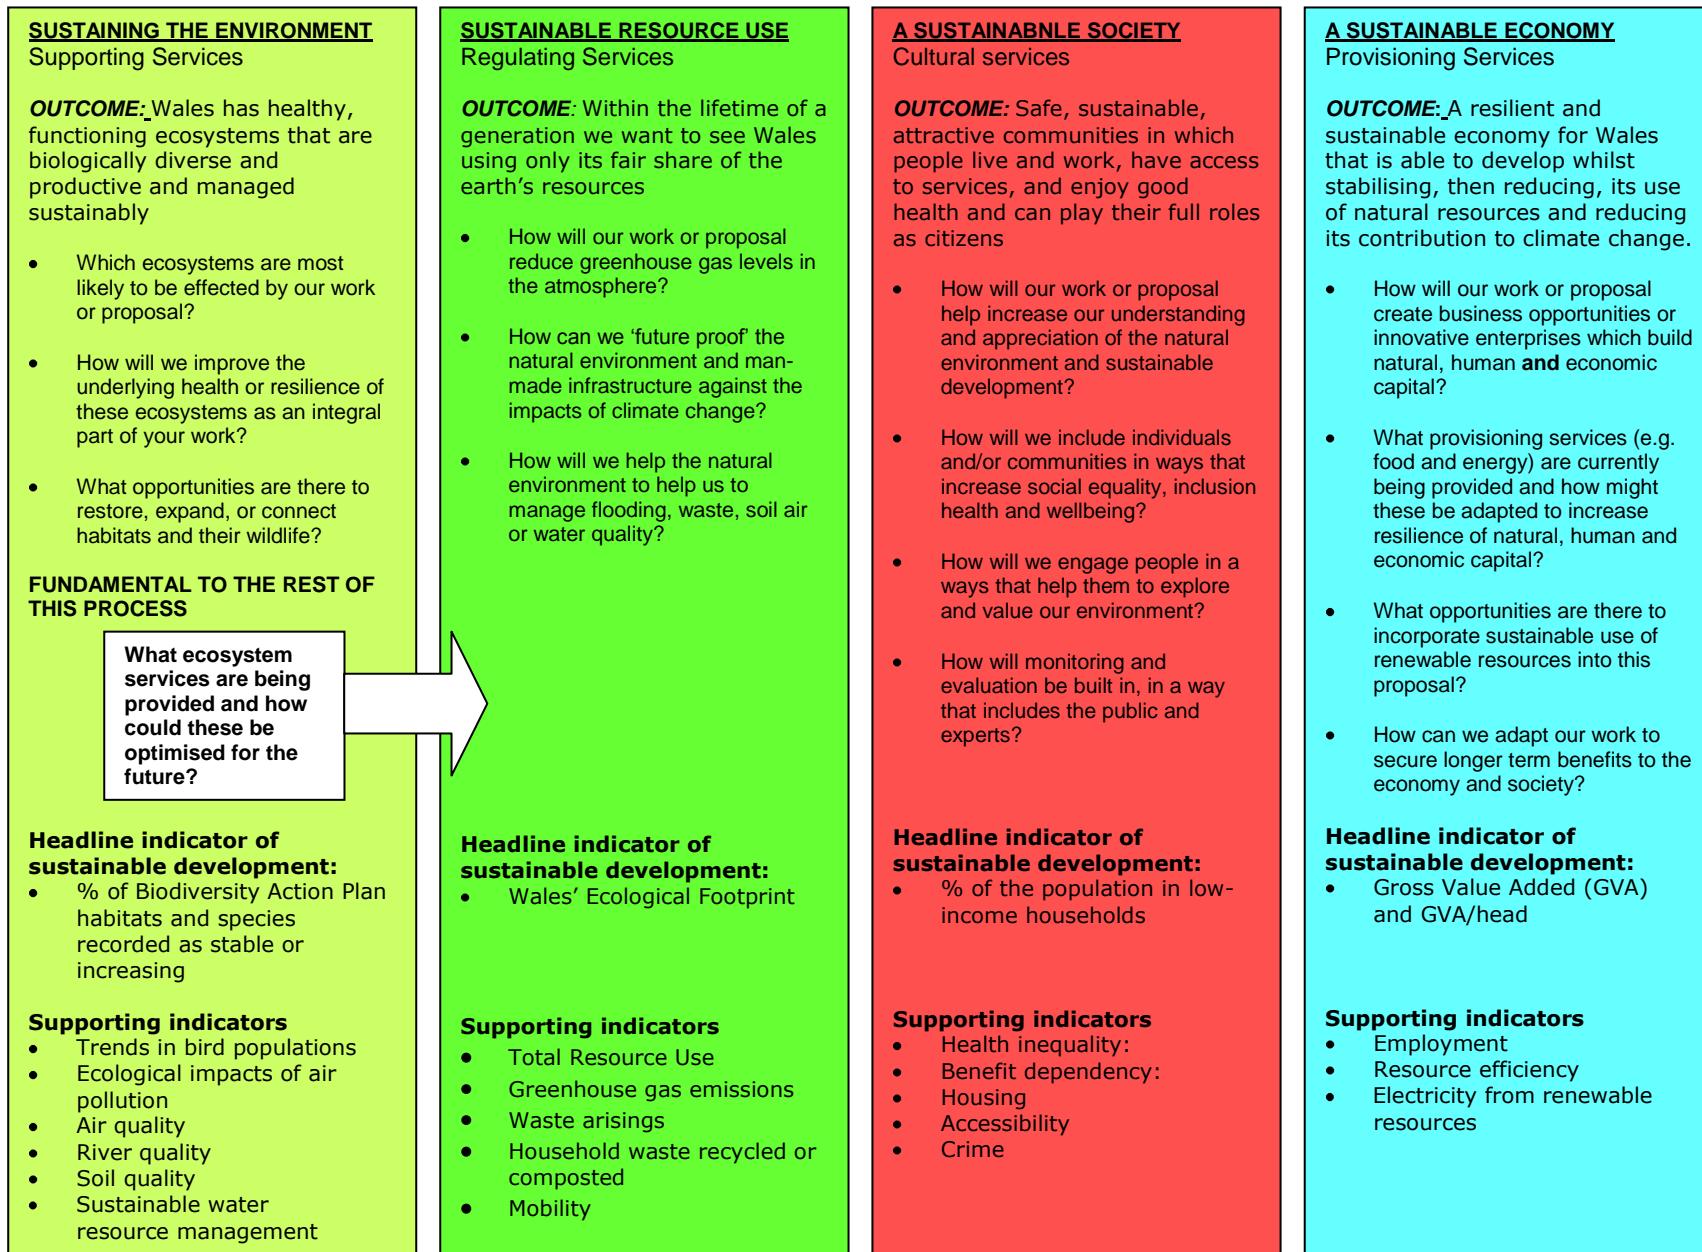 SUSTAINING THE ENVIRONMENT
Supporting Services
OUTCOME: Wales has healthy,
functioning ecosystems that are
biologically diverse and
productive and managed
sustainably
• Which ecosystems are most
likely to be effected by our work
or proposal?
• How will we improve the
underlying health or resilience of
these ecosystems as an integral
part of your work?
• What opportunities are there to
restore, expand, or connect
habitats and their wildlife?
FUNDAMENTAL TO THE REST OF
THIS PROCESS
What ecosystem
services are being
provided and how
could these be
optimised for the
future?
Headline indicator of
sustainable development:
• % of Biodiversity Action Plan
habitats and species
recorded as stable or
increasing
Supporting indicators
• Trends in bird populations
• Ecological impacts of air
pollution
• Air quality
• River quality
• Soil quality
• Sustainable water
resource management
SUSTAINABLE RESOURCE USE
Regulating Services
OUTCOME: Within the lifetime of a
generation we want to see Wales
using only its fair share of the
earth's resources
• How will our work or proposal
reduce greenhouse gas levels in
the atmosphere?
• How can we ‘future proof’ the
natural environment and man-
made infrastructure against the
impacts of climate change?
• How will we help the natural
environment to help us to
manage flooding, waste, soil air
or water quality?
Headline indicator of
sustainable development:
• Wales’ Ecological Footprint
Supporting indicators
• Total Resource Use
• Greenhouse gas emissions
• Waste arisings
• Household waste recycled or
composted
• Mobility
A SUSTAINABNLE SOCIETY
Cultural services
OUTCOME: Safe, sustainable,
attractive communities in which
people live and work, have access
to services, and enjoy good
health and can play their full roles
as citizens
• How will our work or proposal
help increase our understanding
and appreciation of the natural
environment and sustainable
development?
• How will we include individuals
and/or communities in ways that
increase social equality, inclusion
health and wellbeing?
• How will we engage people in a
ways that help them to explore
and value our environment?
• How will monitoring and
evaluation be built in, in a way
that includes the public and
experts?
Headline indicator of
sustainable development:
• % of the population in low-
income households
Supporting indicators
• Health inequality:
• Benefit dependency:
• Housing
• Accessibility
• Crime
A SUSTAINABLE ECONOMY
Provisioning Services
OUTCOME: A resilient and
sustainable economy for Wales
that is able to develop whilst
stabilising, then reducing, its use
of natural resources and reducing
its contribution to climate change.
• How will our work or proposal
create business opportunities or
innovative enterprises which build
natural, human and economic
capital?
• What provisioning services (e.g.
food and energy) are currently
being provided and how might
these be adapted to increase
resilience of natural, human and
economic capital?
• What opportunities are there to
incorporate sustainable use of
renewable resources into this
proposal?
• How can we adapt our work to
secure longer term benefits to the
economy and society?
Headline indicator of
sustainable development:
• Gross Value Added (GVA)
and GVA/head
Supporting indicators
• Employment
• Resource efficiency
• Electricity from renewable
resources